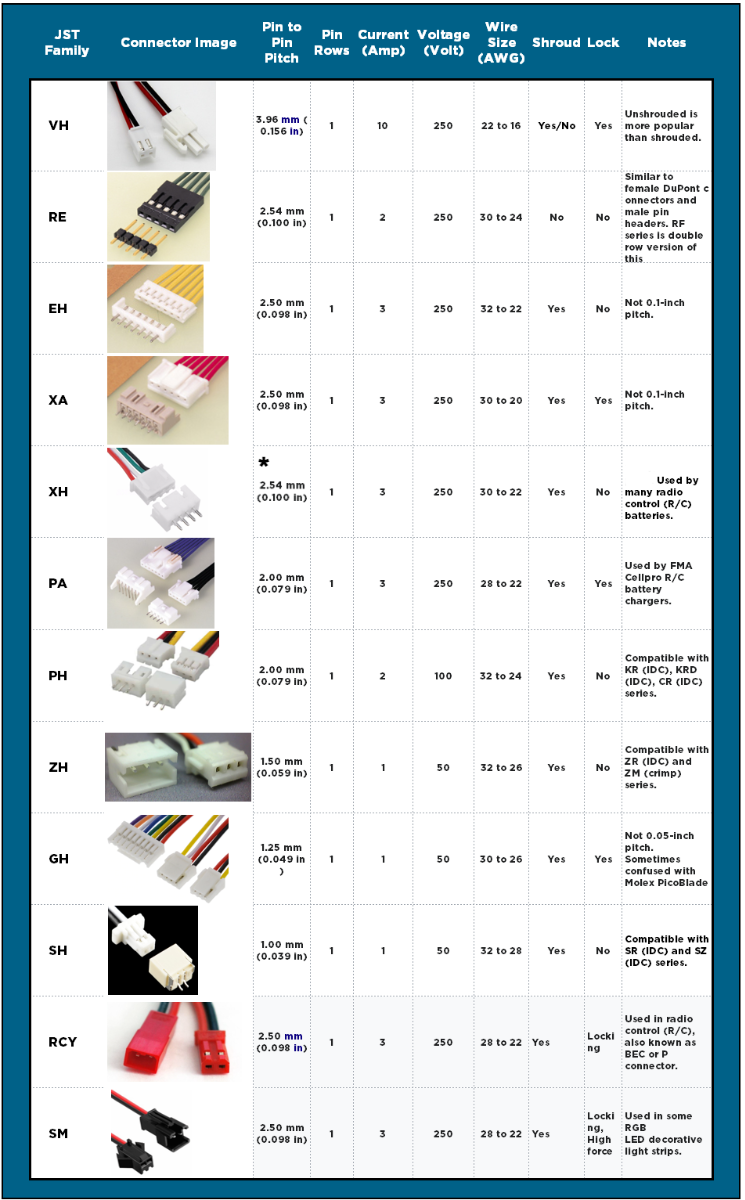 JST
Family
Connector Image
Pin to
Pin
Pitch
Pin
Rows
Current
(Amp)
Voltage
(Volt)
Wire
Size
(AWG)
Shroud
Lock
Notes
VH
3.96 mm (
0.156 in)
1
10
250
22 to 16
Yes/No
Yes
Unshrouded is
more popular
than shrouded.
RE
2.54 mm
(0.100 in)
1
2
250
30 to 24
No
No
Similar to
female DuPont c
onnectors and
male pin
headers. RF
series is double
row version of
this
EH
2.50 mm
(0.098 in)
1
3
250
32 to 22
Yes
No
Not 0.1-inch
pitch.
XA
2.50 mm
(0.098 in)
1
3
250
30 to 20
Yes
Yes
Not 0.1-inch
pitch.
XH
*
2.54 mm
(0.100 in)
1
3
250
30 to 22
Yes
No
Used by
many radio
control (R/C)
batteries.
PA
2.00 mm
(0.079 in)
1
3
250
28 to 22
Yes
Yes
Used by FMA
Cellpro R/C
battery
chargers.
PH
2.00 mm
(0.079 in)
1
2
100
32 to 24
Yes
No
Compatible with
KR (IDC), KRD
(IDC), CR (IDC)
series.
ZH
1.50 mm
(0.059 in)
1
1
50
32 to 26
Yes
No
Compatible with
ZR (IDC) and
ZM (crimp)
series.
GH
1.25 mm
(0.049 in
)
1
1
50
30 to 26
Yes
Yes
Not 0.05-inch
pitch.
Sometimes
confused with
Molex PicoBlade
SH
1.00 mm
(0.039 in)
1
1
50
32 to 28
Yes
No
Compatible with
SR (IDC) and SZ
(IDC) series.
RCY
2.50 mm
(0.098 in)
1
3
250
28 to 22
Yes
Locki
ng
Used in radio
control (R/C),
also known as
BEC or P
connector.
SM
2.50 mm
(0.098 in)
1
3
250
28 to 22
Yes
Locki
ng,
High
force
Used in some
RGB
LED decorative
light strips.